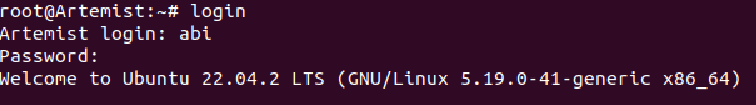 root@Artemist:~# login
Artemist login: abi
Password:
Welcome to Ubuntu 22.04.2 LTS (GNU/Linux 5.19.0-41-generic x86_64)